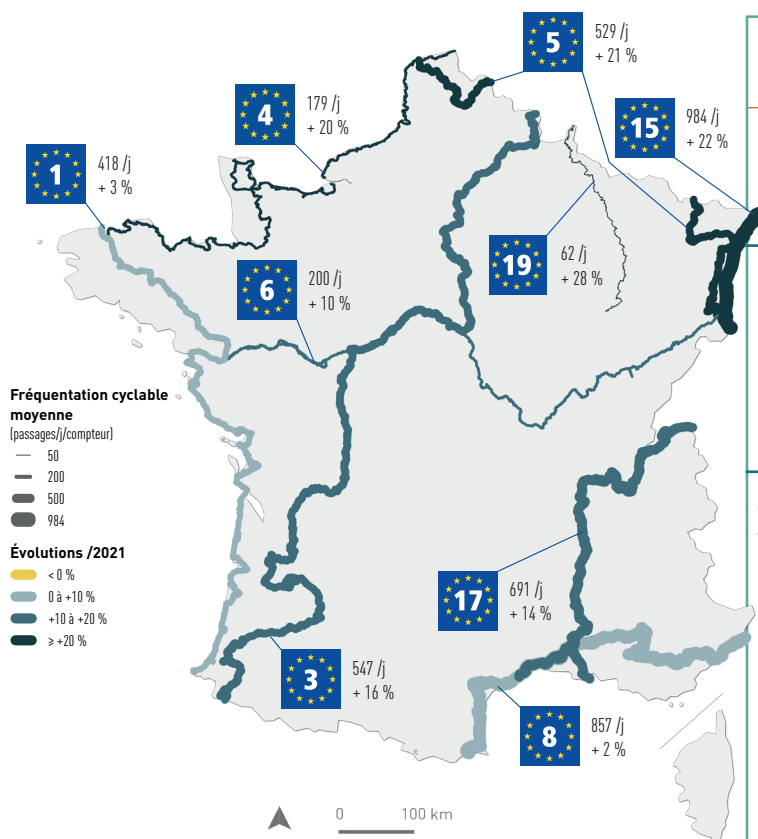 5
529 /j
+ 21 %
4
179 /j
+ 20 %
15
984 /j
+ 22 %
1
418 /j
+ 3 %
19
62 /j
+ 28 %
6
200 /j
+ 10 %
Fréquentation cyclable
moyenne
(passages/j/compteur)
50
200
500
984
Évolutions /2021
< 0 %
0 à +10 %
+10 à +20 %
≥ +20 %
17
691 /j
+ 14 %
3
547 /j
+ 16 %
8
857 /j
+ 2 %
0 100 km